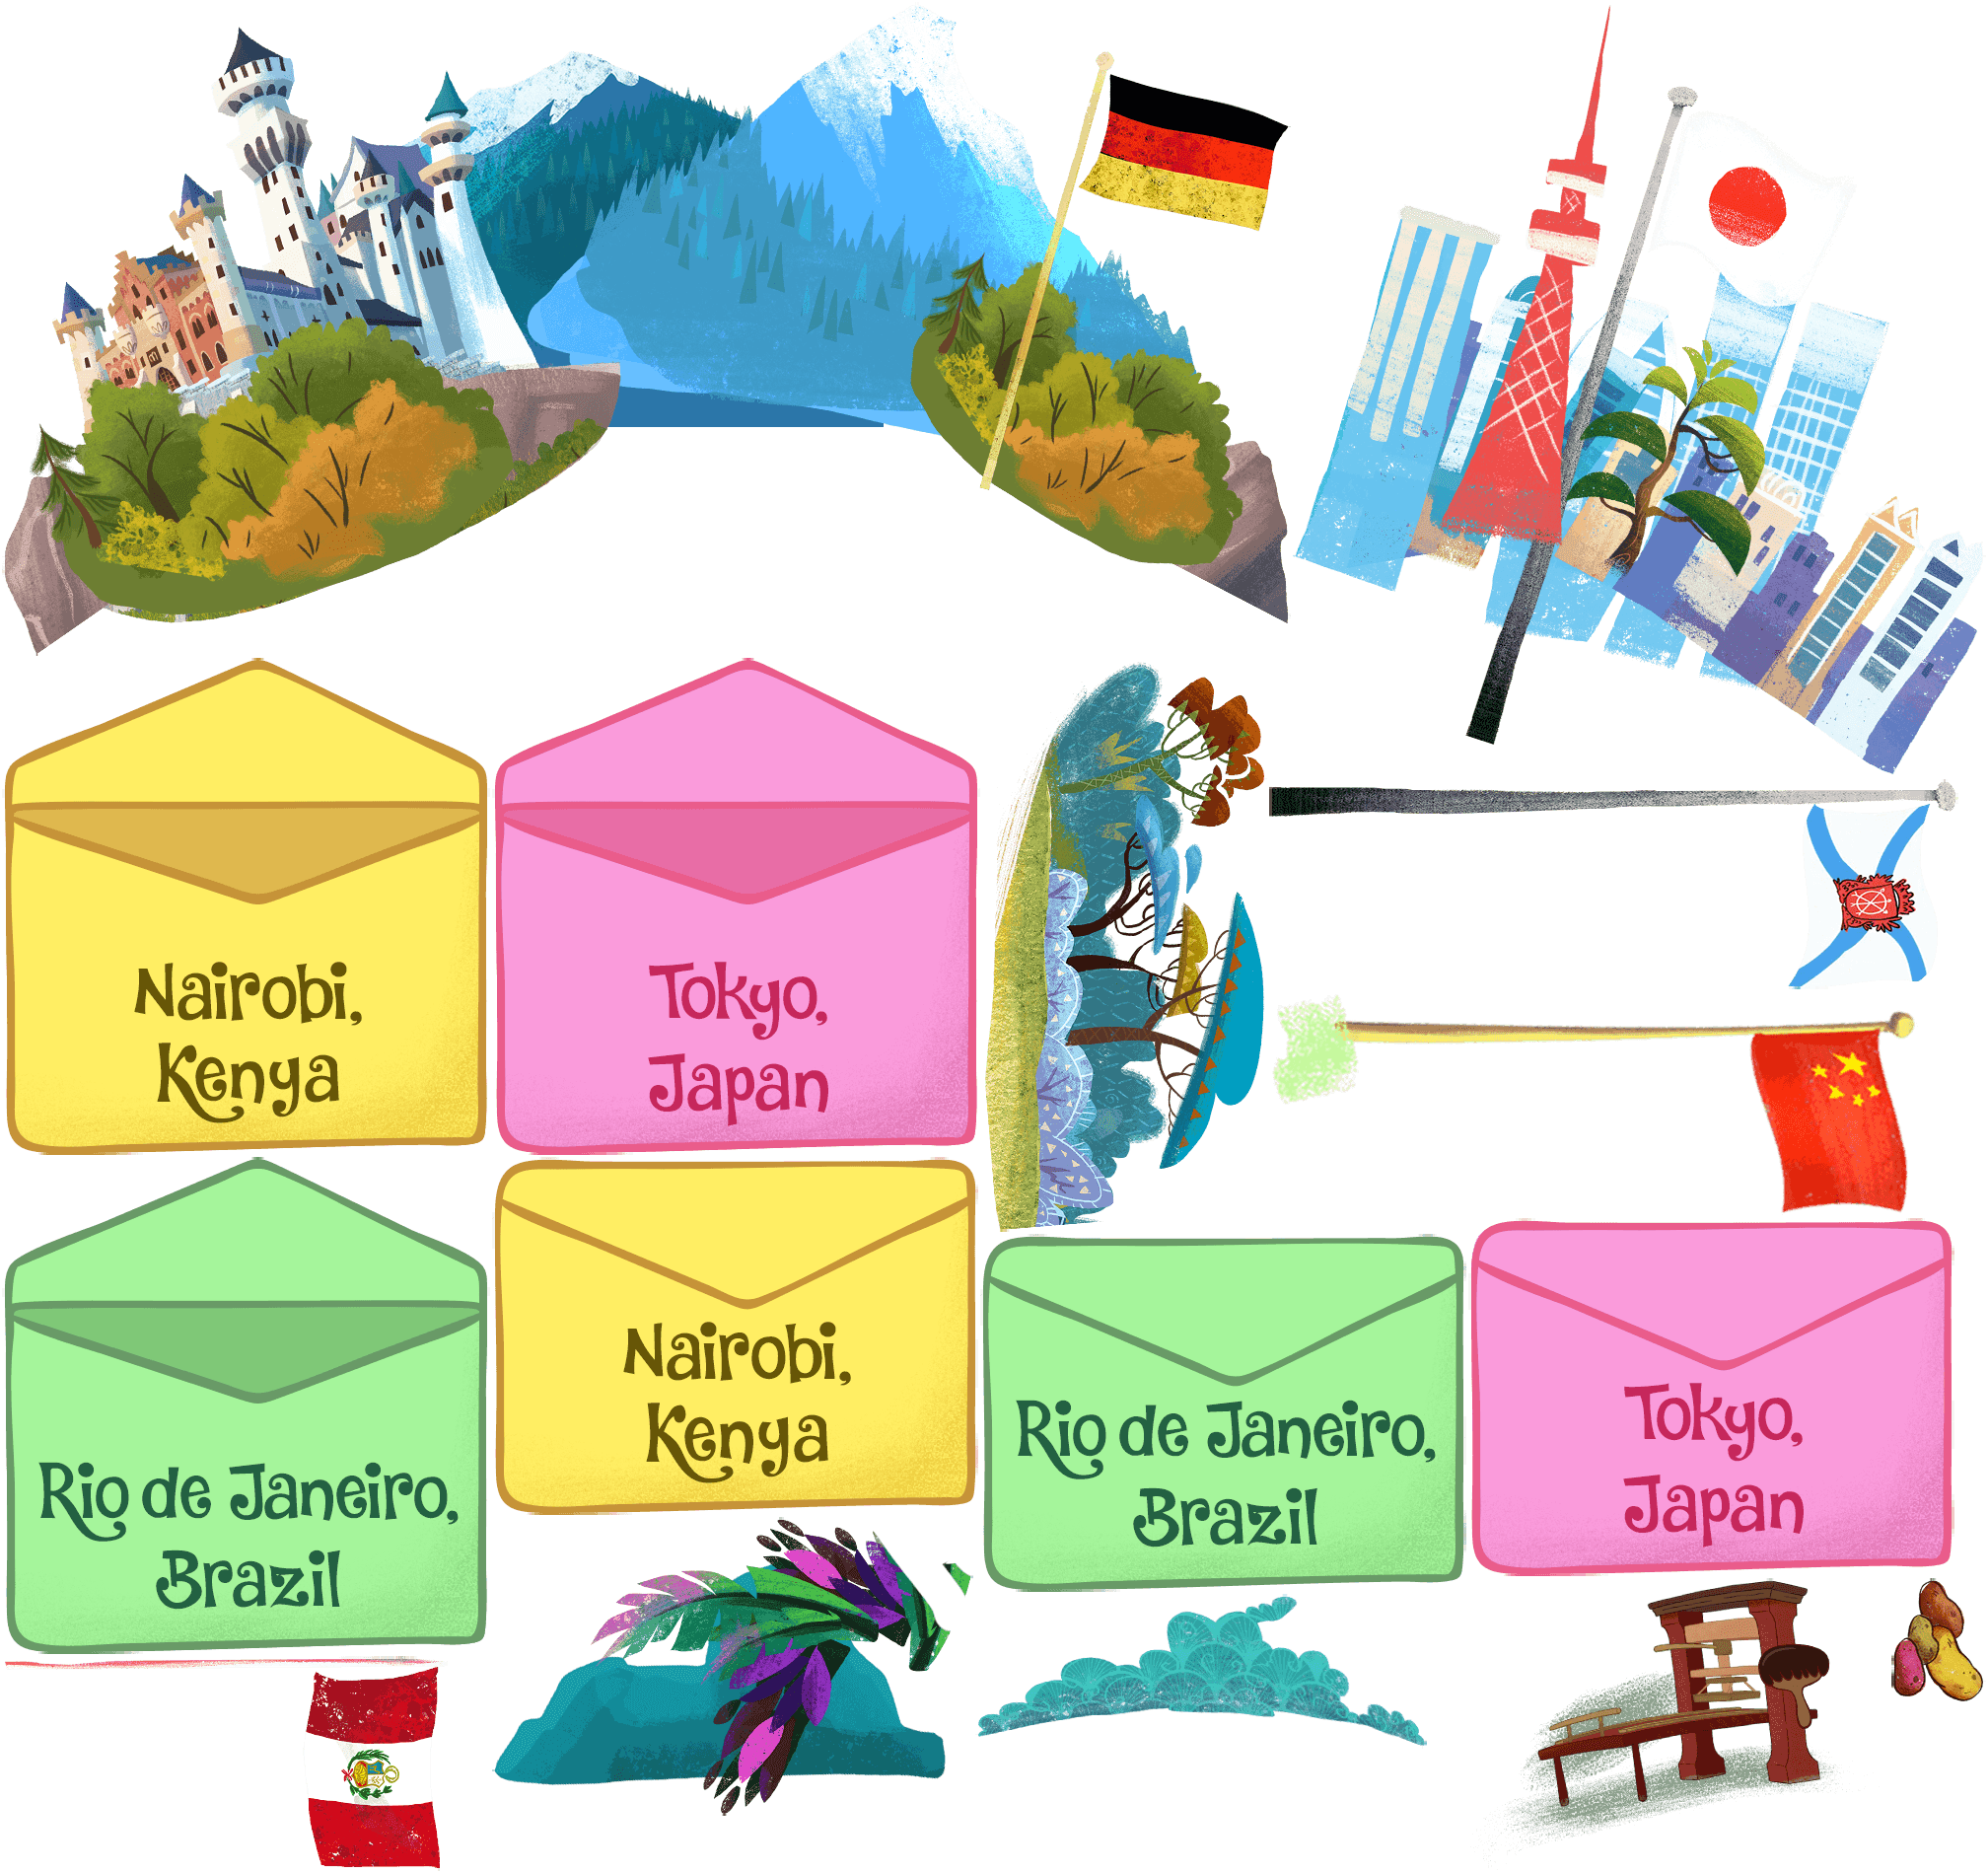 Nairobi,
Kenya
Tokyo,
Japan
Rio de Janeiro,
Brazil
Nairobi,
Kenya
Rio de Janeiro,
Brazil
Tokyo,
Japan